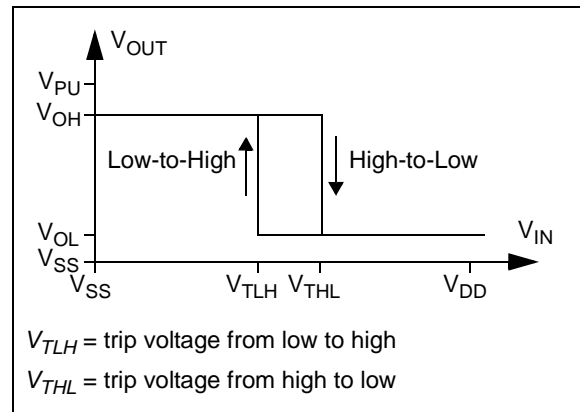 VOUT
VPU
VOH
Low-to-High High-to-Low
VOL
VIN
VSS
VSS VTLH VTHL VDD
VTLH = trip voltage from low to high
VTHL = trip voltage from high to low